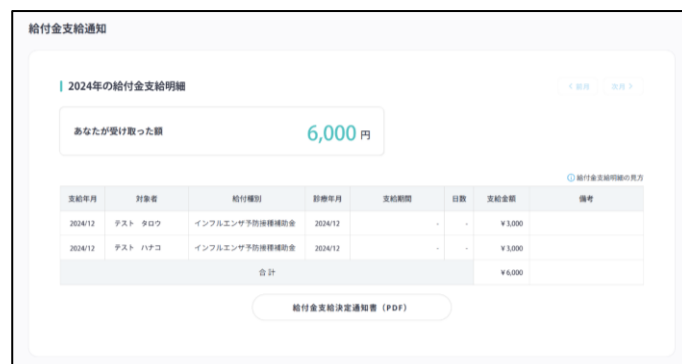 給付金支給通知
2024年の給付金支給明細
< 前月 次月 >
あなたが受け取った額 6,000 円
給付金支給明細の見方
支給年月 対象者 給付種別 診療年月 支給期間 日数 支給金額 備考
2024/12 テスト タロウ インフルエンザ予防接種補助金 2024/12 - - ￥3,000
2024/12 テスト ハナコ インフルエンザ予防接種補助金 2024/12 - - ￥3,000
合計 ￥6,000
給付金支給決定通知書（PDF）